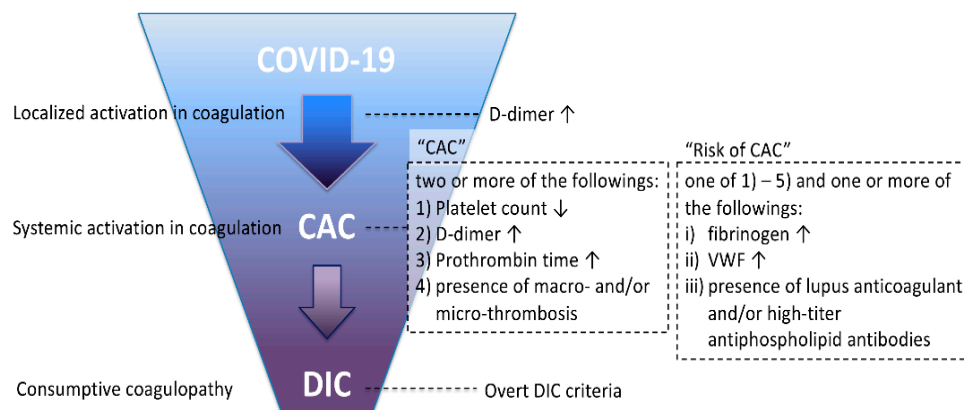 COVID-19
Localized activation in coagulation
D-dimer ↑
"CAC"
two or more of the followings:
1) Platelet count ↓
2) D-dimer ↑
3) Prothrombin time ↑
4) presence of macro- and/or
micro-thrombosis
"Risk of CAC"
one of 1) – 5) and one or more of
the followings:
i) fibrinogen ↑
ii) VWF ↑
iii) presence of lupus anticoagulant
and/or high-titer
antiphospholipid antibodies
Systemic activation in coagulation
CAC
Consumptive coagulopathy
DIC
Overt DIC criteria